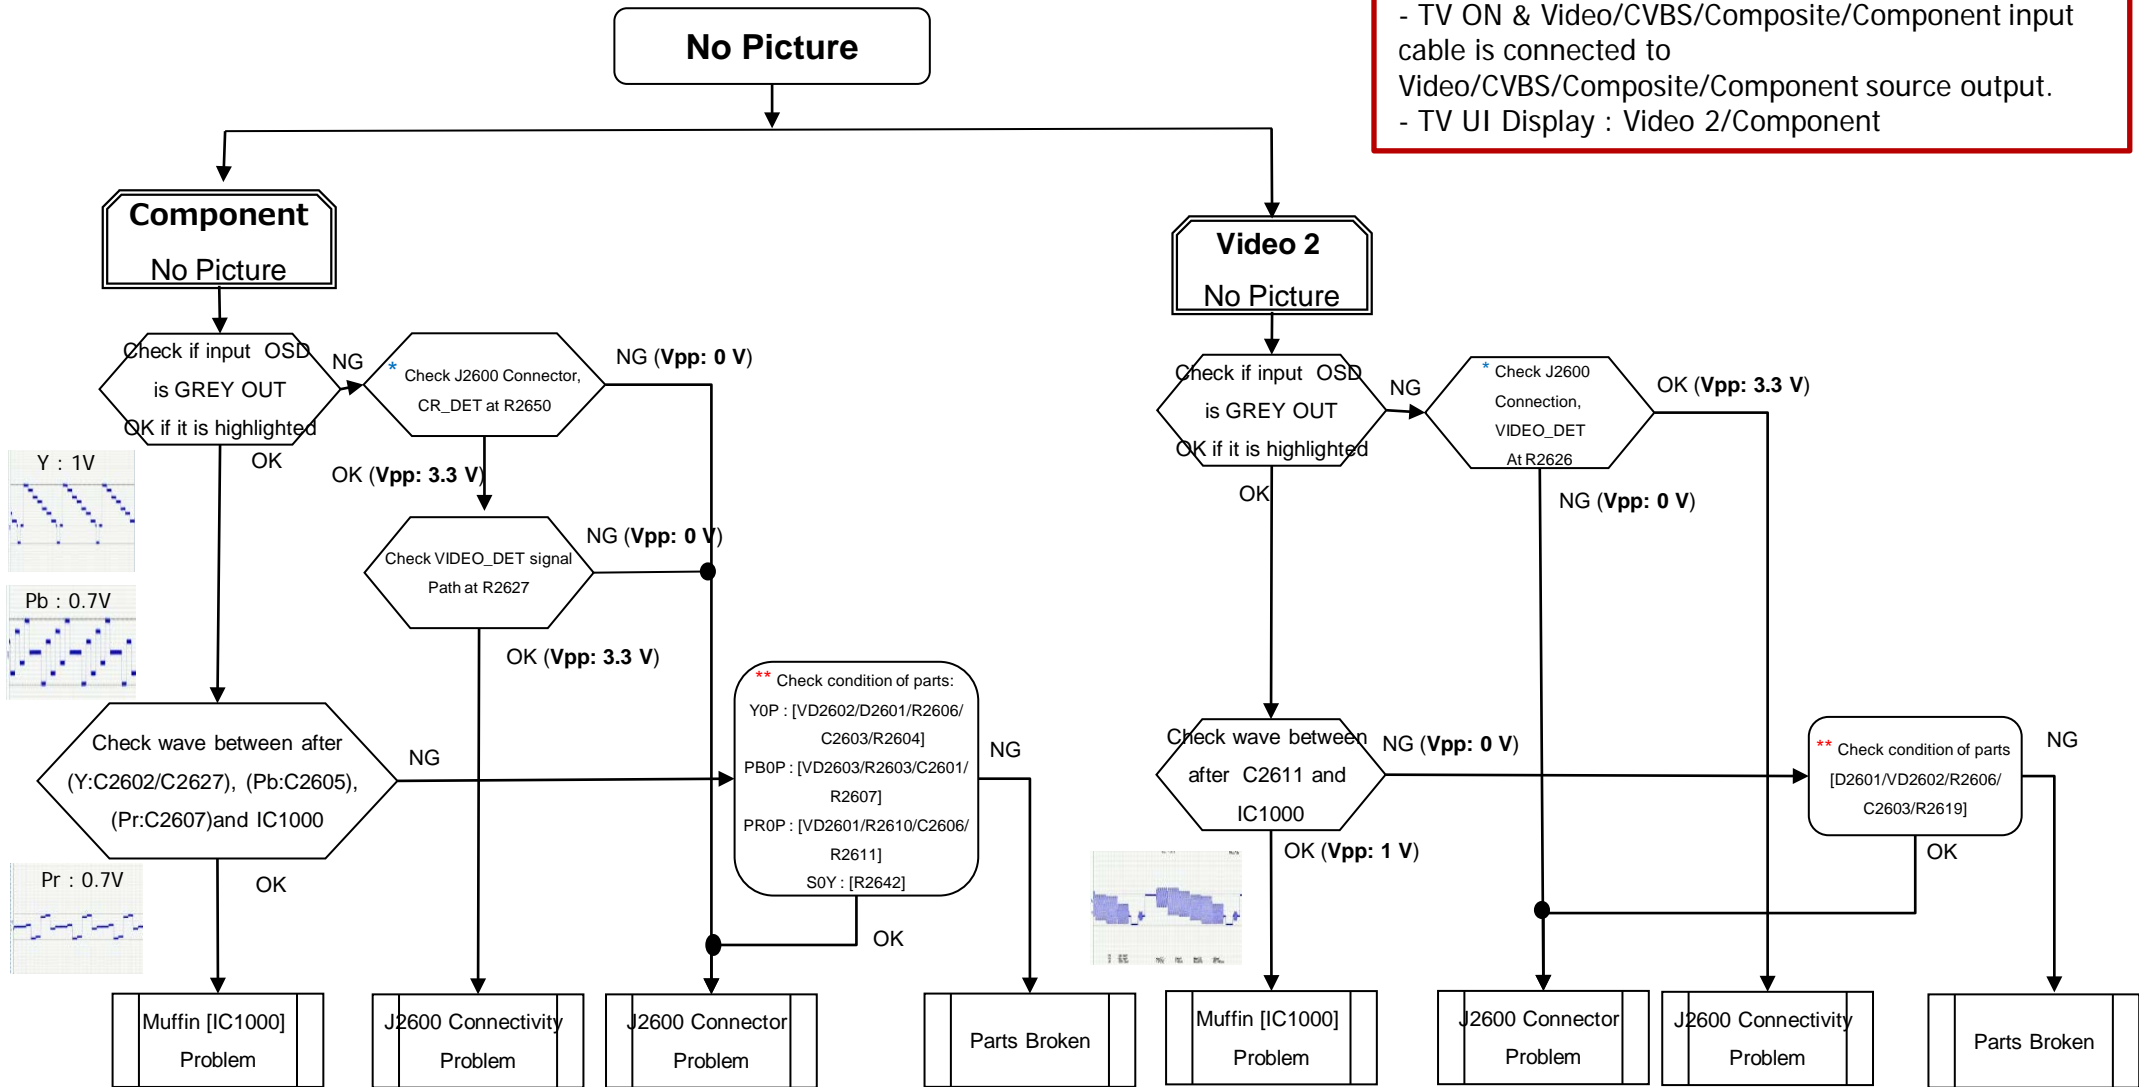 No Picture
- TV ON & Video/CVBS/Composite/Component input
cable is connected to
Video/CVBS/Composite/Component source output.
- TV UI Display : Video 2/Component
Component
No Picture
Check if input OSD
is GREY OUT
OK if it is highlighted
NG
* Check J2600 Connector,
CR_DET at R2650
NG (Vpp: 0 V)
OK
OK (Vpp: 3.3 V)
Check VIDEO_DET signal
Path at R2627
NG (Vpp: 0 V)
OK (Vpp: 3.3 V)
Y : 1V
Pb : 0.7V
Check wave between after
(Y:C2602/C2627), (Pb:C2605),
(Pr:C2607)and IC1000
NG
OK
Pr : 0.7V
** Check condition of parts:
Y0P : [VD2602/D2601/R2606/
C2603/R2604]
PB0P : [VD2603/R2603/C2601/
R2607]
PR0P : [VD2601/R2610/C2606/
R2611]
S0Y : [R2642]
NG
OK
Muffin [IC1000]
Problem
J2600 Connectivity
Problem
J2600 Connector
Problem
Parts Broken
Video 2
No Picture
Check if input OSD
is GREY OUT
OK if it is highlighted
NG
* Check J2600
Connection,
VIDEO_DET
At R2626
OK (Vpp: 3.3 V)
OK
NG (Vpp: 0 V)
Check wave between
after C2611 and
IC1000
NG (Vpp: 0 V)
OK (Vpp: 1 V)
** Check condition of parts
[D2601/VD2602/R2606/
C2603/R2619]
NG
OK
Muffin [IC1000]
Problem
J2600 Connector
Problem
J2600 Connectivity
Problem
Parts Broken